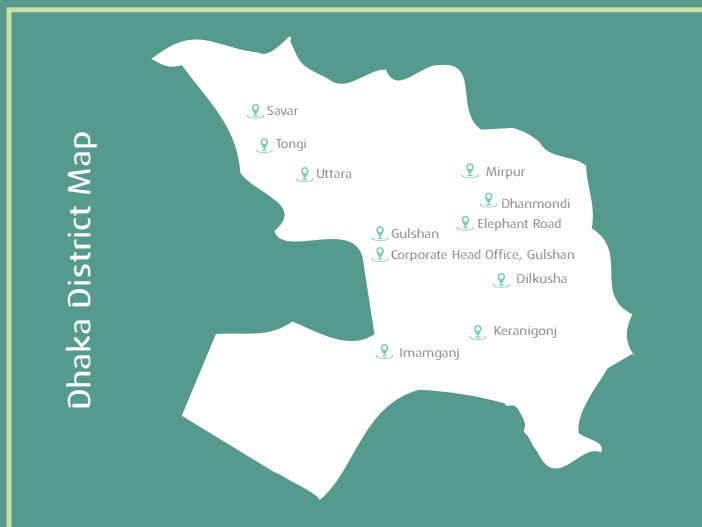 Dhaka District Map
Savar
Tongi
Uttara
Mirpur
Dhanmondi
Elephant Road
Gulshan
Corporate Head Office, Gulshan
Dilkusha
Keranigonj
Imamganj